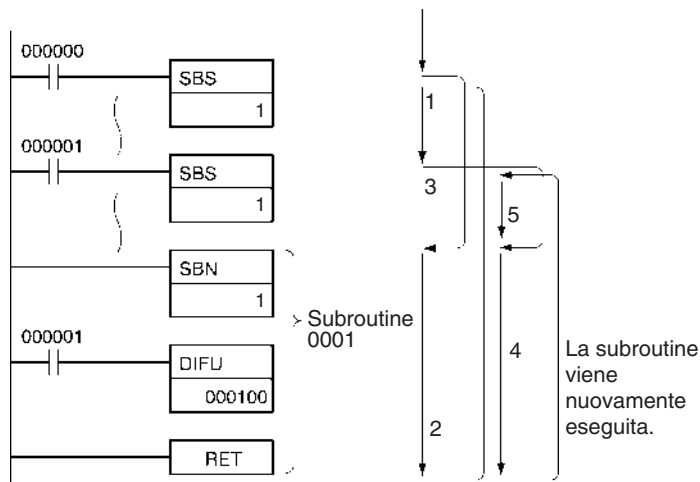 000000
SBS
1
000001
SBS
1
SBN
1
Subroutine
0001
000001
DIFU
000100
RET
1
3
5
4
2
La subroutine
viene
nuovamente
eseguita.